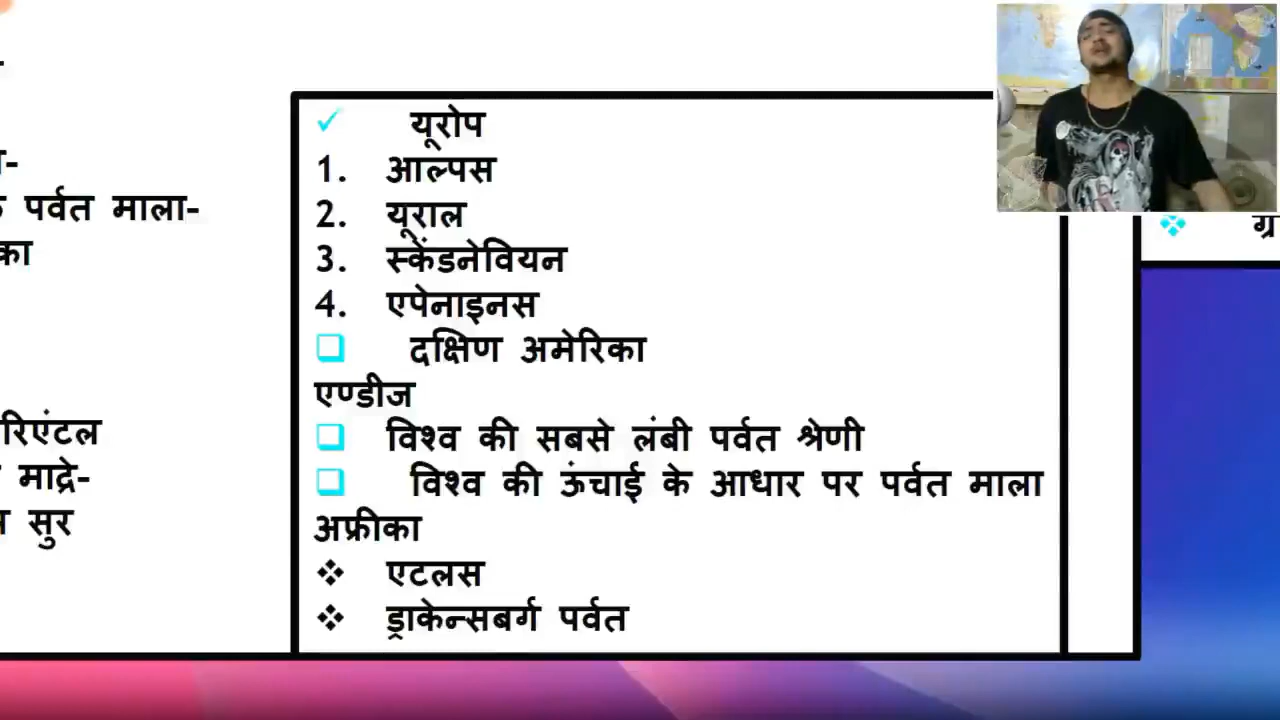 पर्वत माला-
यूरोप
1. आल्पस
2. यूराल
3. स्केंडनेवियन
4. एपेनाइनस
दक्षिण अमेरिका
एण्डीज
विश्व की सबसे लंबी पर्वत श्रेणी
विश्व की ऊंचाई के आधार पर पर्वत माला
अफ्रीका
एटलस
ड्राकेन्सबर्ग पर्वत
माद्रे-
सुर